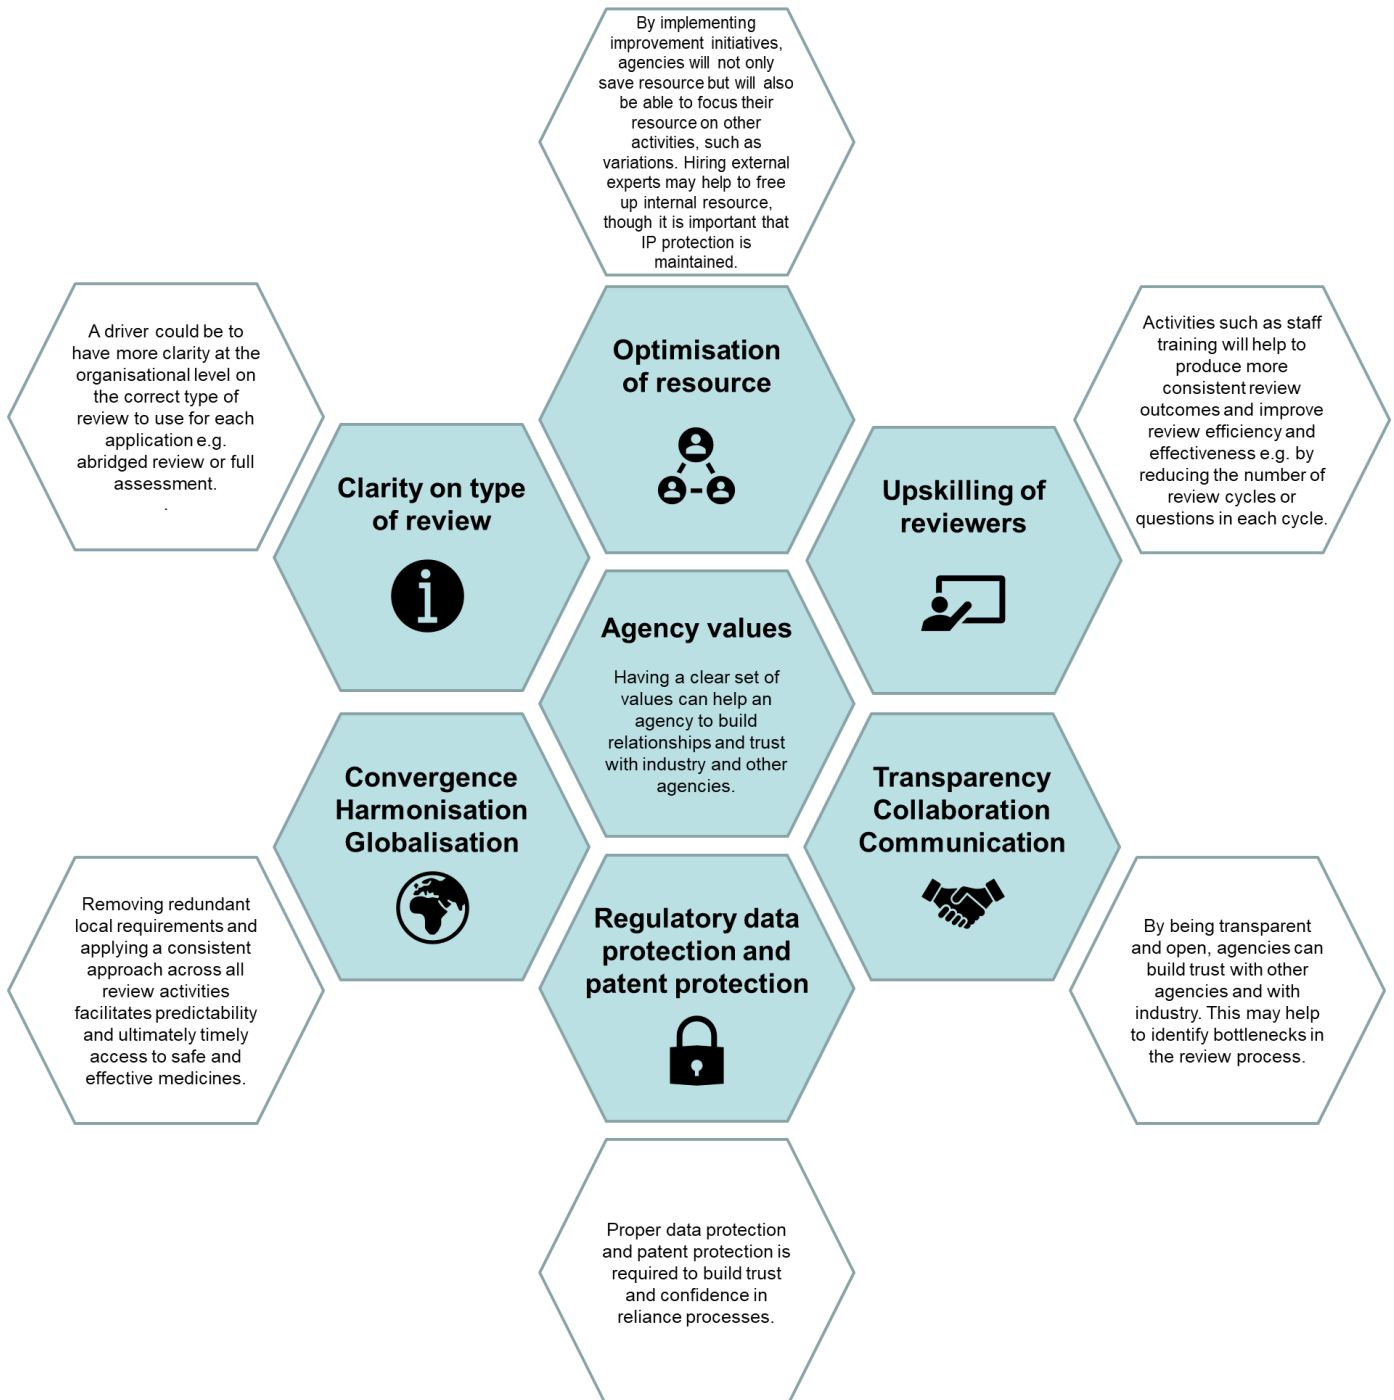 By implementing
improvement initiatives,
agencies will not only
save resource but will also
be able to focus their
resource on other
activities, such as
variations. Hiring external
experts may help to free
up internal resource,
though it is important that
IP protection is
maintained.
Optimisation
of resource
A driver could be to
have more clarity at the
organisational level on
the correct type of
review to use for each
application e.g.
abridged review or full
assessment.
.
Clarity on type
of review
Activities such as staff
training will help to
produce more
consistent review
outcomes and improve
review efficiency and
effectiveness e.g. by
reducing the number of
review cycles or
questions in each cycle.
Upskilling of
reviewers
Agency values
Having a clear set of
values can help an
agency to build
relationships and trust
with industry and other
agencies.
Convergence
Harmonisation
Globalisation
Removing redundant
local requirements and
applying a consistent
approach across all
review activities
facilitates predictability
and ultimately timely
access to safe and
effective medicines.
Transparency
Collaboration
Communication
By being transparent
and open, agencies can
build trust with other
agencies and with
industry. This may help
to identify bottlenecks in
the review process.
Regulatory data
protection and
patent protection
Proper data protection
and patent protection is
required to build trust
and confidence in
reliance processes.